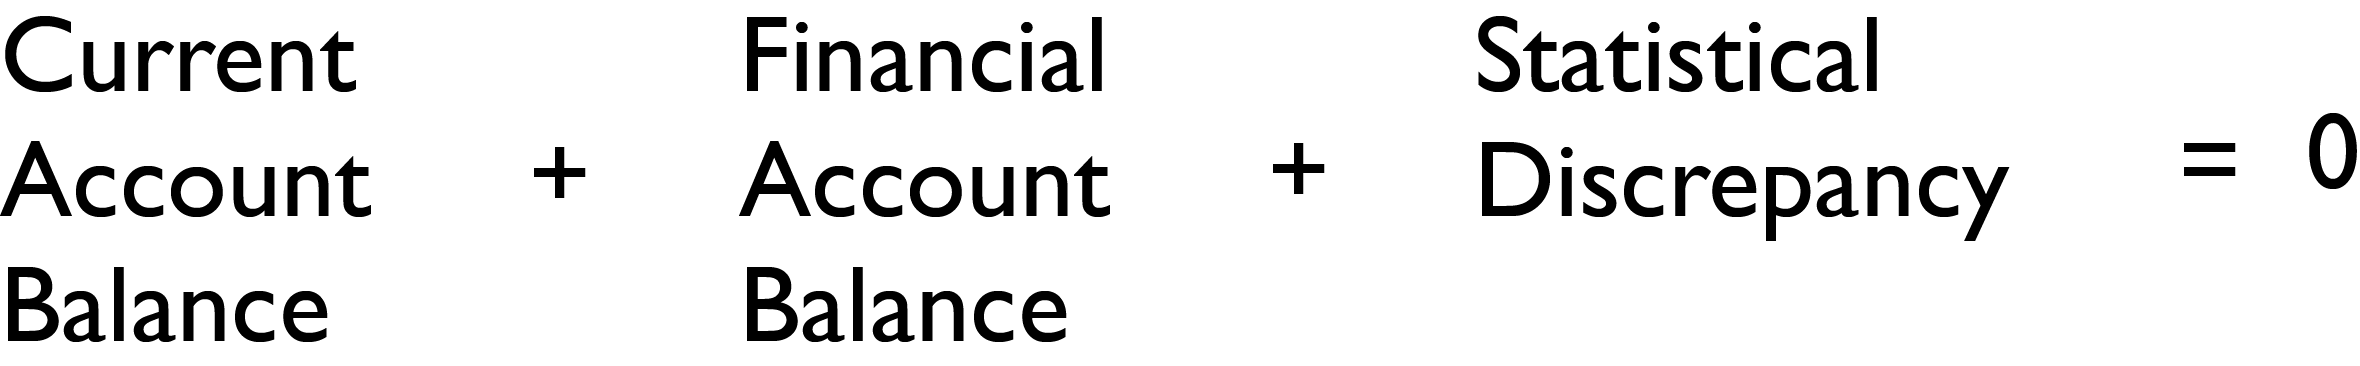 Current Account Balance + Financial Account Balance + Statistical Discrepancy = 0